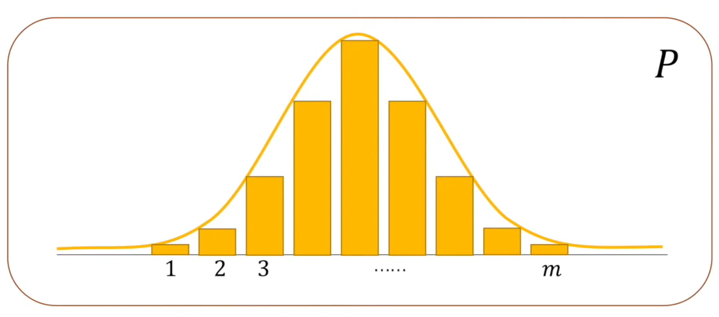 P
1 2 3 ...... m